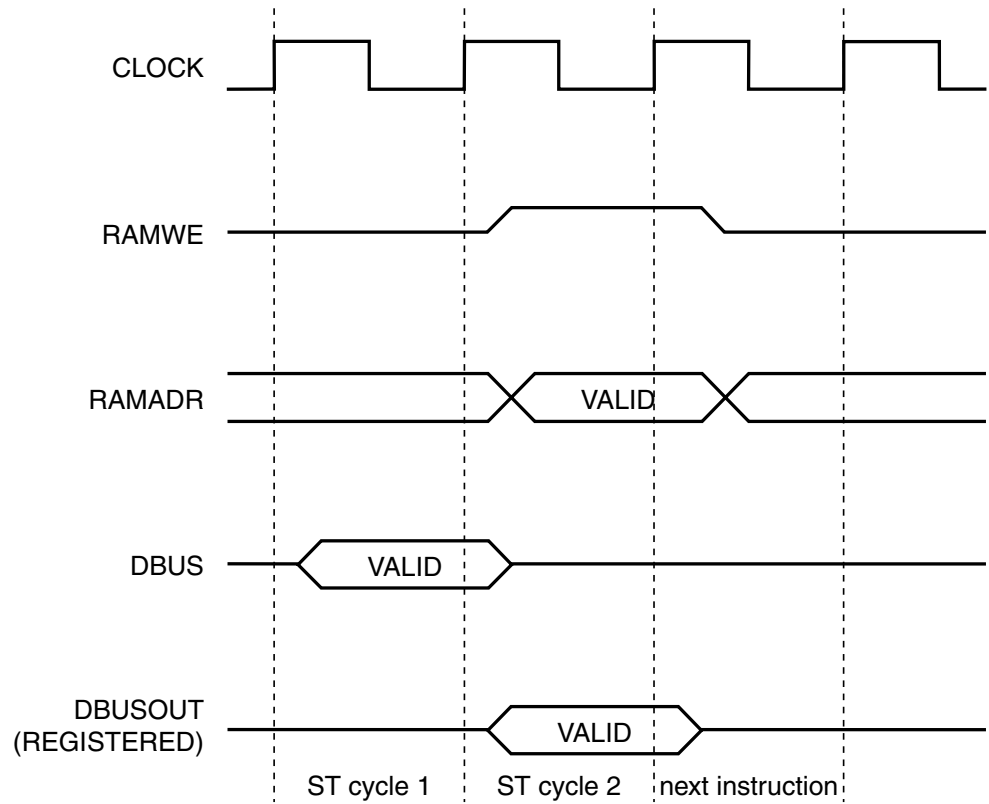 CLOCK
RAMWE
RAMADR
VALID
DBUS
VALID
DBUSOUT
(REGISTERED)
VALID
ST cycle 1
ST cycle 2
next instruction